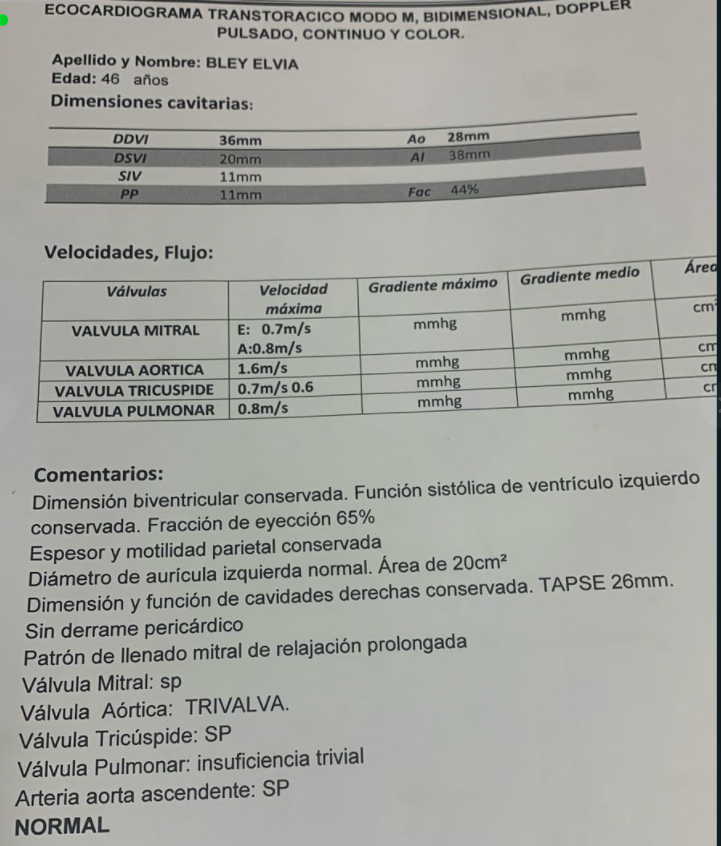 ECOCARDIOGRAMA TRANSTORACICO MODO M, BIDIMENSIONAL, DOPPLER
PULSADO, CONTINUO Y COLOR.
Apellido y Nombre: BLEY ELVIA
Edad: 46 años
Dimensiones cavitarias:
DDVI 36mm Ao 28mm
DSVI 20mm AI 38mm
SIV 11mm
PP 11mm Fac 44%
Velocidades, Flujo:
Válvulas Velocidad máxima Gradiente máximo Gradiente medio Área
VALVULA MITRAL E: 0.7m/s mmhg mmhg cm²
A:0.8m/s
VALVULA AORTICA 1.6m/s mmhg mmhg cm
VALVULA TRICUSPIDE 0.7m/s 0.6 mmhg mmhg cm
VALVULA PULMONAR 0.8m/s mmhg mmhg
Comentarios:
Dimensión biventricular conservada. Función sistólica de ventrículo izquierdo
conservada. Fracción de eyección 65%
Espesor y motilidad parietal conservada
Diámetro de aurícula izquierda normal. Área de 20cm²
Dimensión y función de cavidades derechas conservada. TAPSE 26mm.
Sin derrame pericárdico
Patrón de llenado mitral de relajación prolongada
Válvula Mitral: sp
Válvula Aórtica: TRIVALVA.
Válvula Tricúspide: SP
Válvula Pulmonar: insuficiencia trivial
Arteria aorta ascendente: SP
NORMAL